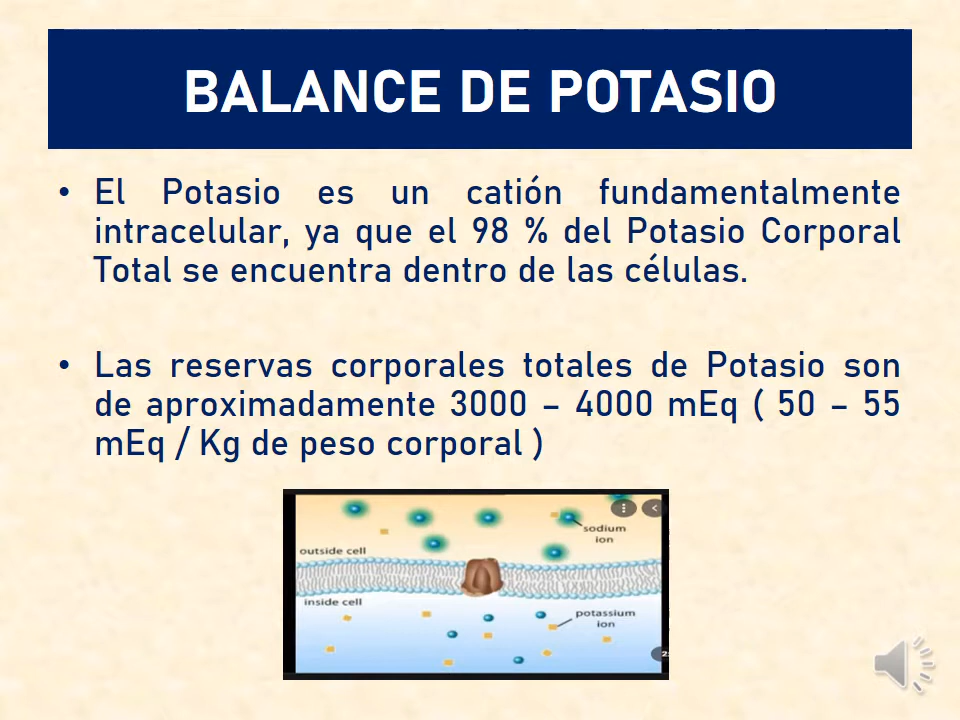 BALANCE DE POTASIO
• El Potasio es un catión fundamentalmente
intracelular, ya que el 98 % del Potasio Corporal
Total se encuentra dentro de las células.
• Las reservas corporales totales de Potasio son
de aproximadamente 3000 – 4000 mEq ( 50 – 55
mEq / Kg de peso corporal )
sodium
ion
outside cell
inside cell
potassium
ion